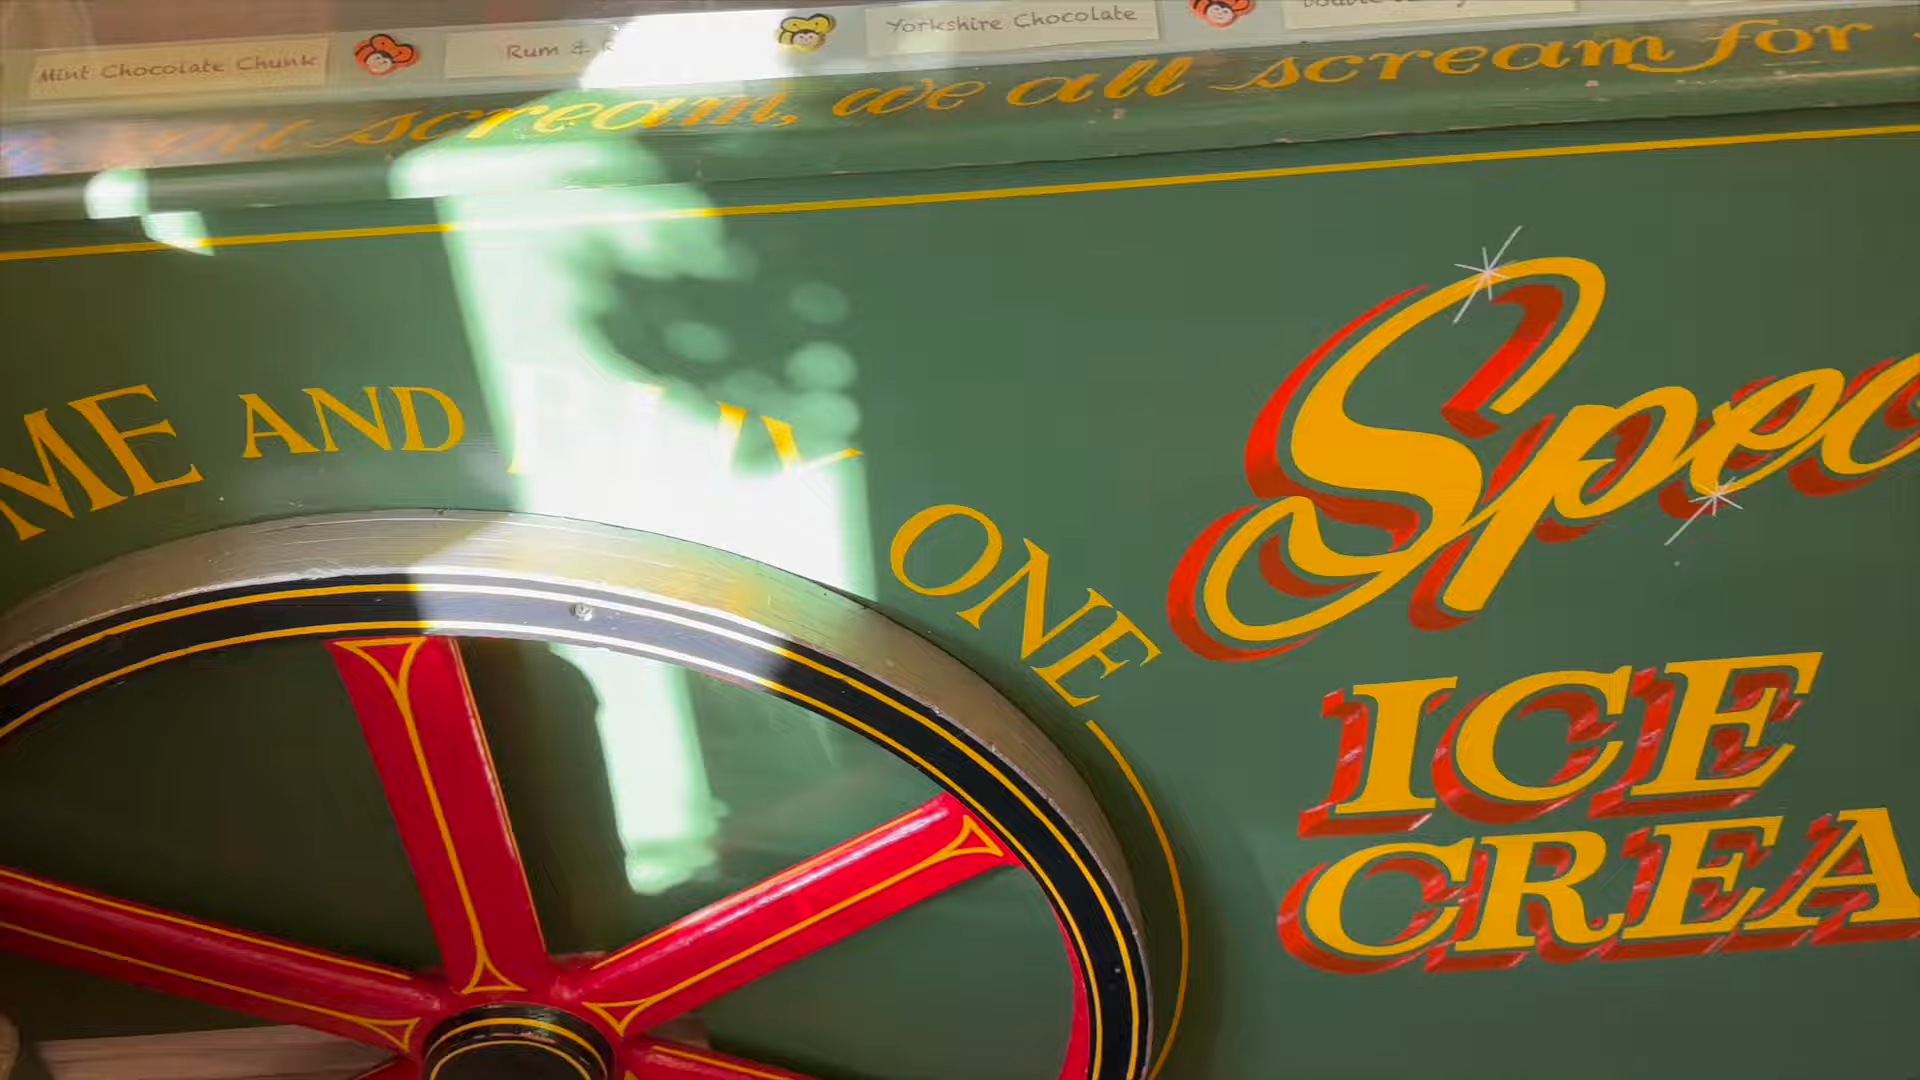 Mint Chocolate Chunk
Rum &
Yorkshire Chocolate
scream, we all scream for
ME AND ONE
Spec
ICE
CREA